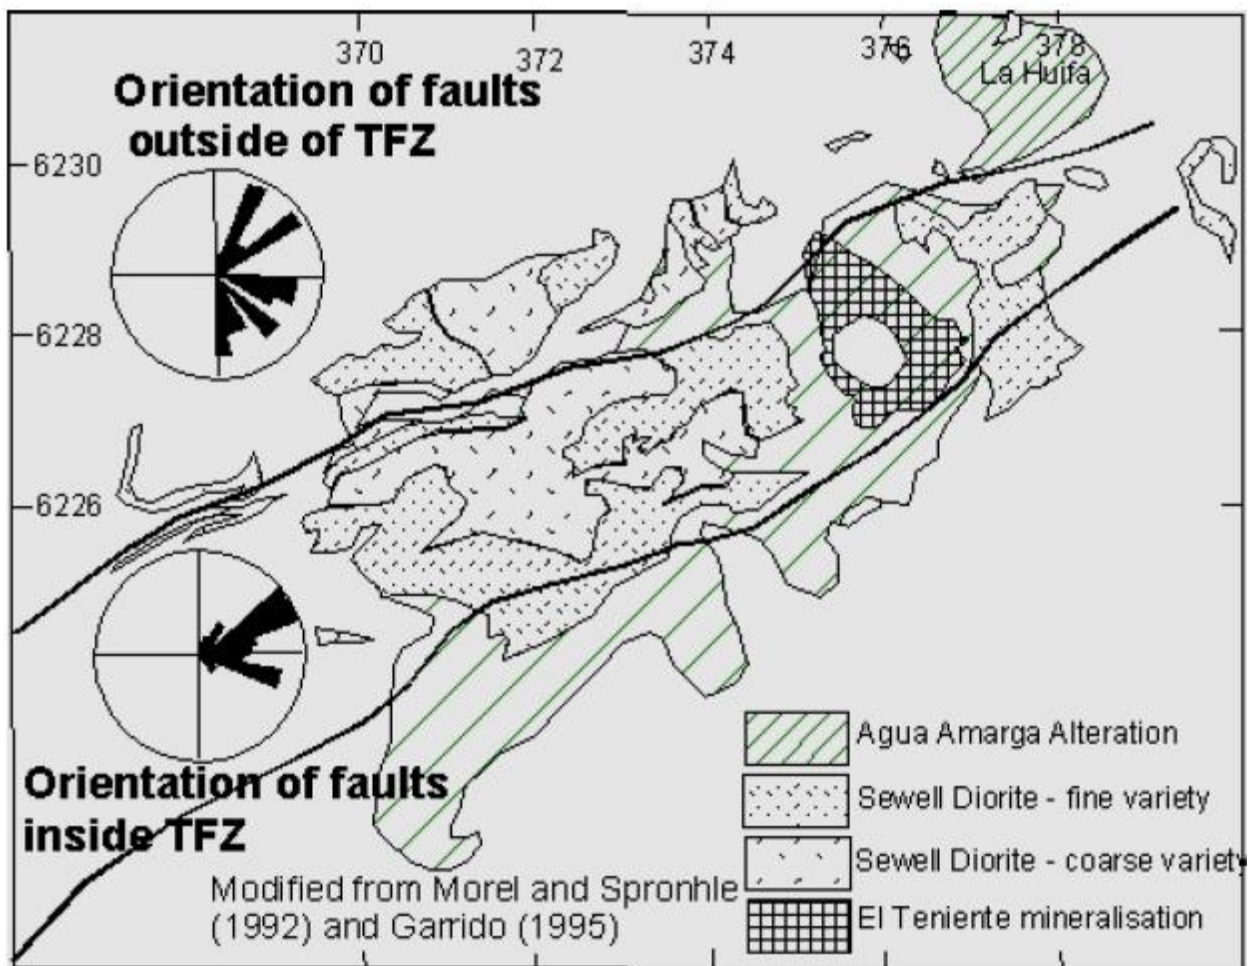 370
372
374
376
378
La Huifa
Orientation of faults
outside of TFZ
6230
6228
6226
Orientation of faults
inside TFZ
Agua Amarga Alteration
Sewell Diorite - fine variety
Sewell Diorite - coarse variety
El Teniente mineralisation
Modified from Morel and Spronhle
(1992) and Garrido (1995)